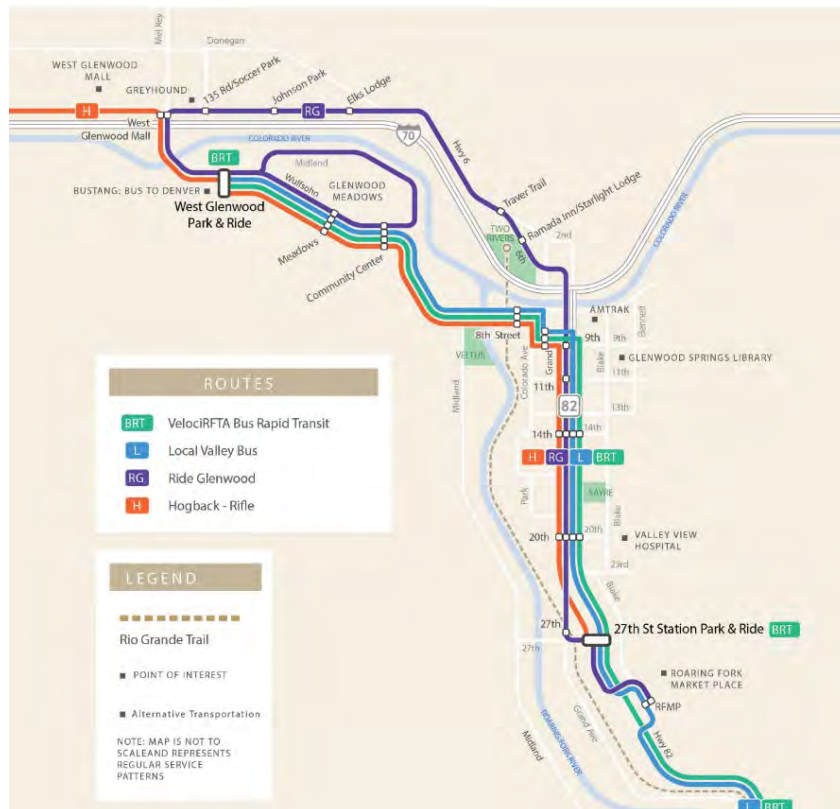 Mel Rey
Donegan
WEST GLENWOOD
MALL
GREYHOUND
135 Rd/Soccer Park
Johnson Park
Elks Lodge
H
RG
West
Glenwood Mall
COLORADO RIVER
70
Hwy 6
BRT
Midland
Wulfsohn
GLENWOOD
MEADOWS
BUSTANG: BUS TO DENVER
West Glenwood
Park & Ride
Meadows
Community Center
Traver Trail
Ramada Inn/Starlight Lodge
TWO
RIVERS
6th
2nd
COLORADO RIVER
AMTRAK
Bennett
8th Street
Grand
9th
9th
Blake
GLENWOOD SPRINGS LIBRARY
VELTUS
Colorado Ave
11th
11th
Midland
82
13th
14th
14th
H
RG
L
BRT
Park
SAYRE
Blake
20th
20th
VALLEY VIEW
HOSPITAL
23rd
Blake
27th
27th
27th St Station Park & Ride
BRT
ROARING FORK
MARKET PLACE
RFMP
Hwy 82
Grand Ave
ROARING FORK RIVER
Midland
L
BRT
ROUTES
BRT
VelociRFTA Bus Rapid Transit
L
Local Valley Bus
RG
Ride Glenwood
H
Hogback - Rifle
LEGEND
Rio Grande Trail
POINT OF INTEREST
Alternative Transportation
NOTE: MAP IS NOT TO
SCALEAND REPRESENTS
REGULAR SERVICE
PATTERNS